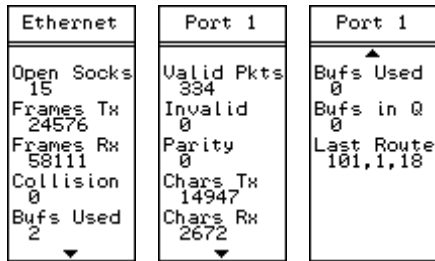 Ethernet
Open Socks
15
Frames Tx
24576
Frames Rx
58111
Collision
0
Bufs Used
2
Port 1
Valid Pkts
334
Invalid
0
Parity
0
Chars Tx
14947
Chars Rx
2672
Port 1
Bufs Used
0
Bufs in Q
0
Last Route
101,1,18